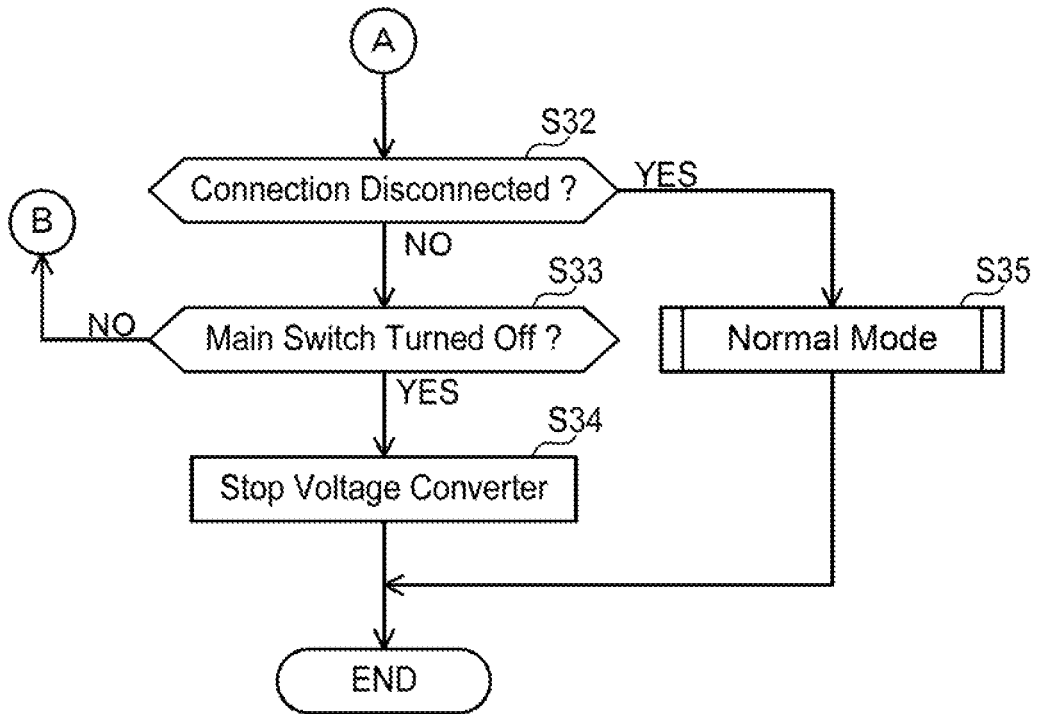 A
S32
Connection Disconnected ?
YES
B
NO
S33
S35
NO
Main Switch Turned Off ?
Normal Mode
YES
S34
Stop Voltage Converter
END